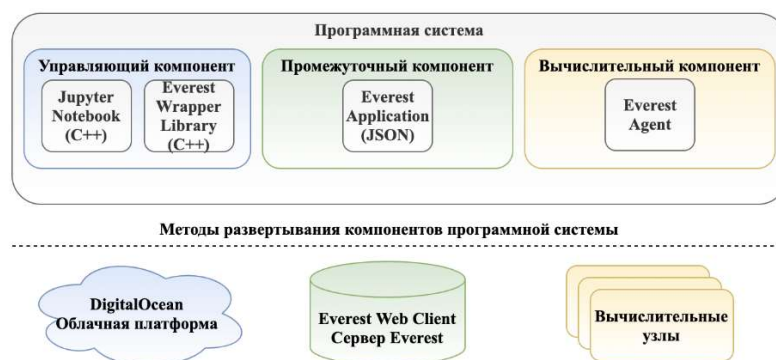 Программная система
Управляющий компонент
Jupyter
Notebook
(C++)
Everest
Wrapper
Library
(C++)
Промежуточный компонент
Everest
Application
(JSON)
Вычислительный компонент
Everest
Agent
Методы развертывания компонентов программной системы
DigitalOcean
Облачная платформа
Everest Web Client
Сервер Everest
Вычислительные
узлы